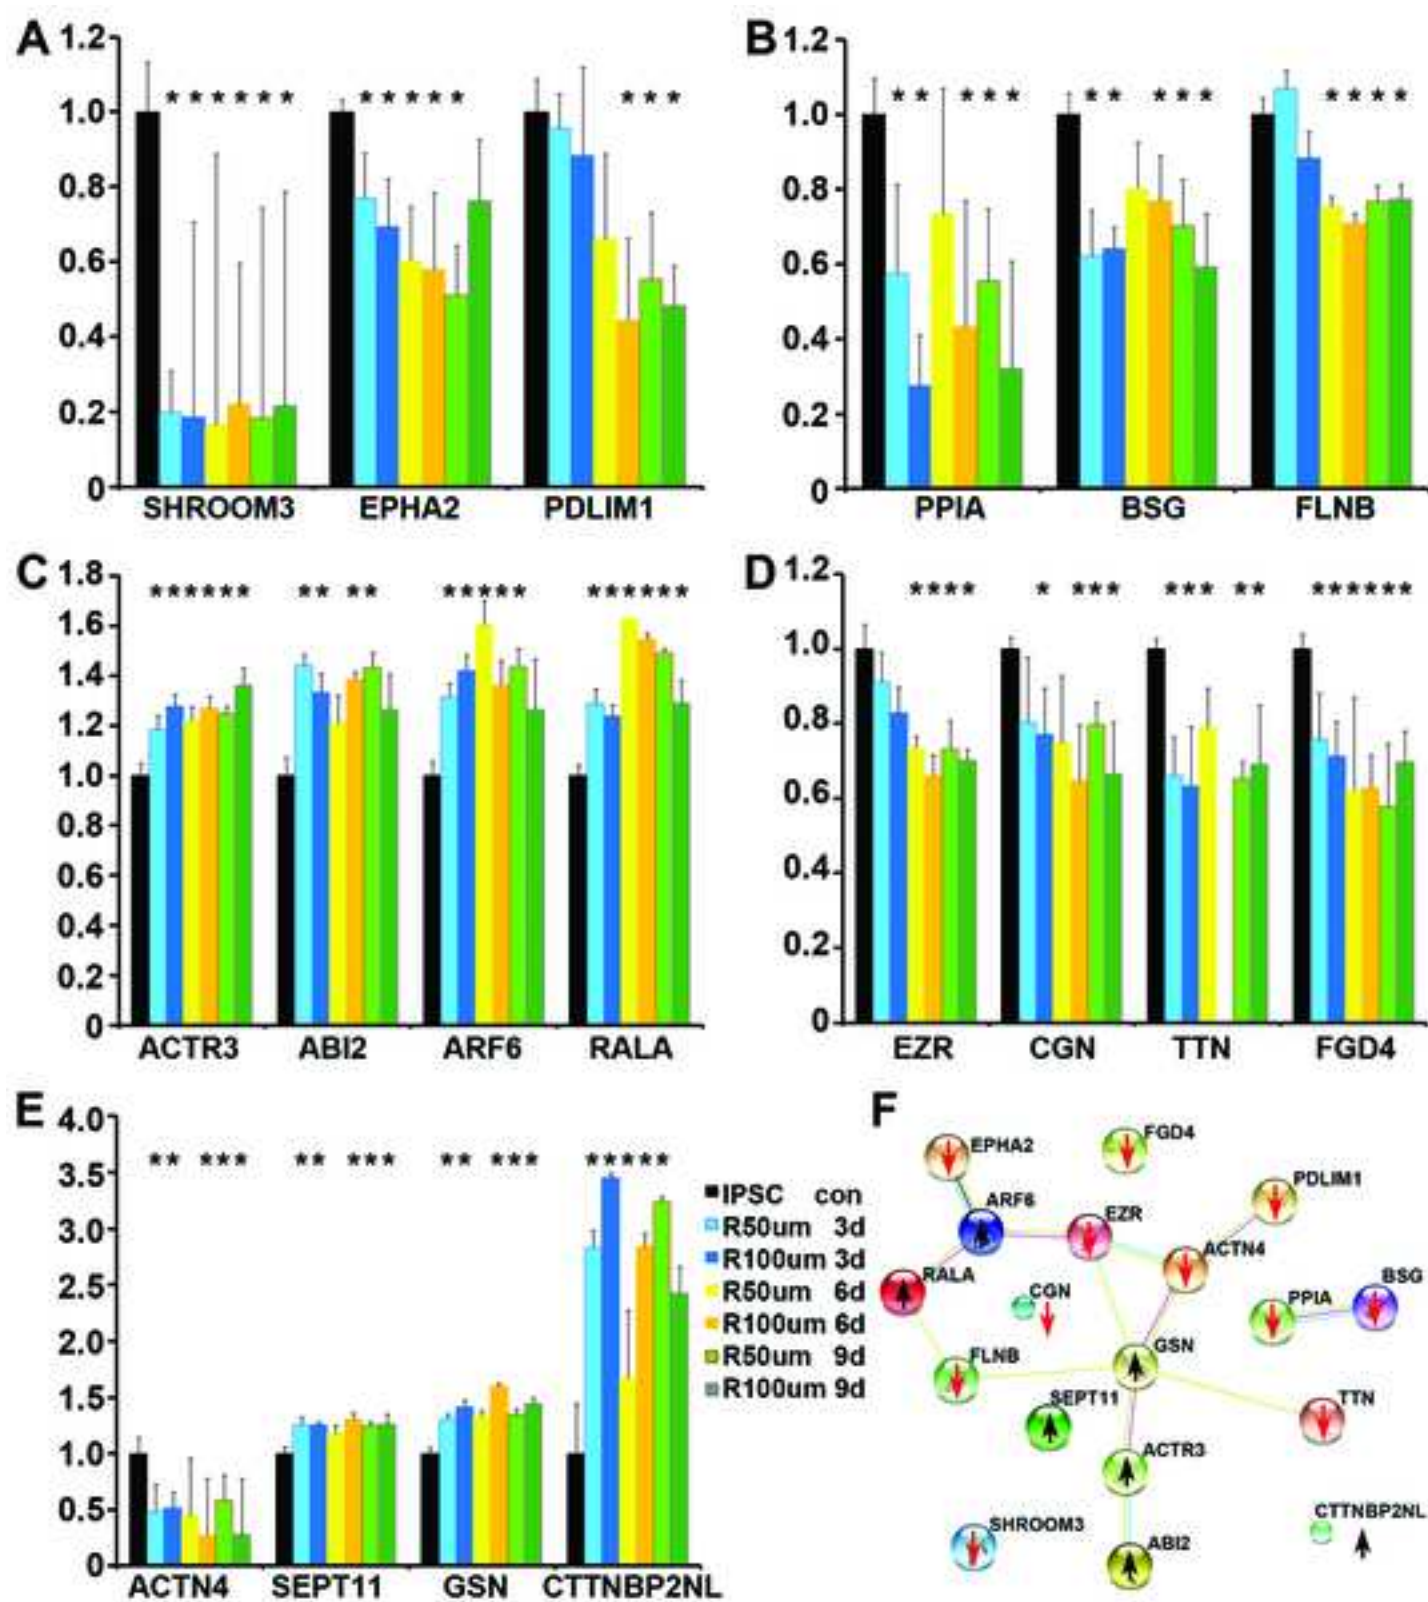 A
1.2
1.0
0.8
0.6
0.4
0.2
0
* * * * * *
* * * * *
* * *
SHROOM3 EPHA2 PDLIM1
B
1.2
1.0
0.8
0.6
0.4
0.2
0
* * * * *
* * * * *
* * * *
PPIA BSG FLNB
C
1.8
1.6
1.4
1.2
1.0
0.8
0.6
0.4
0.2
0
******
** **
*****
******
ACTR3 ABI2 ARF6 RALA
D
1.2
1.0
0.8
0.6
0.4
0.2
0
****
* ***
*** **
******
EZR CGN TTN FGD4
E
4.0
3.5
3.0
2.5
2.0
1.5
1.0
0.5
0
** ***
** ***
** ***
*****
ACTN4 SEPT11 GSN CTTNBP2NL
IPSC con
R50um 3d
R100um 3d
R50um 6d
R100um 6d
R50um 9d
R100um 9d
F
EPHA2
FGD4
PDLIM1
ARF6
EZR
ACTN4
RALA
CGN
PPIA
BSG
FLNB
GSN
SEPT11
TTN
ACTR3
SHROOM3
ABI2
CTTNBP2NL